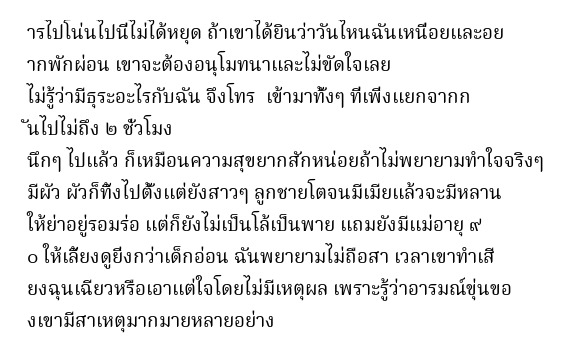 ารไปโน่นไปนี่ไม่ได้หยุด ถ้าเขาได้ยินว่าวันไหนฉันเหนื่อยและอย
ากพักผ่อน เขาจะต้องอนุโมทนาและไม่ขัดใจเลย
ไม่รู้ว่ามีธุระอะไรกับฉัน จึงโทร  เข้ามาทั้งๆ ที่เพิ่งแยกจากก
ันไปไม่ถึง ๒ ชั่วโมง
นึกๆ ไปแล้ว ก็เหมือนความสุขยากสักหน่อยถ้าไม่พยายามทำใจจริงๆ
มีผัว ผัวก็ทิ้งไปตั้งแต่ยังสาวๆ ลูกชายโตจนมีเมียแล้วจะมีหลาน
ให้ย่าอยู่รอมร่อ แต่ก็ยังไม่เป็นโล้เป็นพาย แถมยังมีแม่อายุ ๙
๐ ให้เลี้ยงดูยิ่งกว่าเด็กอ่อน ฉันพยายามไม่ถือสา เวลาเขาทำเสี
ยงฉุนเฉียวหรือเอาแต่ใจโดยไม่มีเหตุผล เพราะรู้ว่าอารมณ์ขุ่นขอ
งเขามีสาเหตุมากมายหลายอย่าง